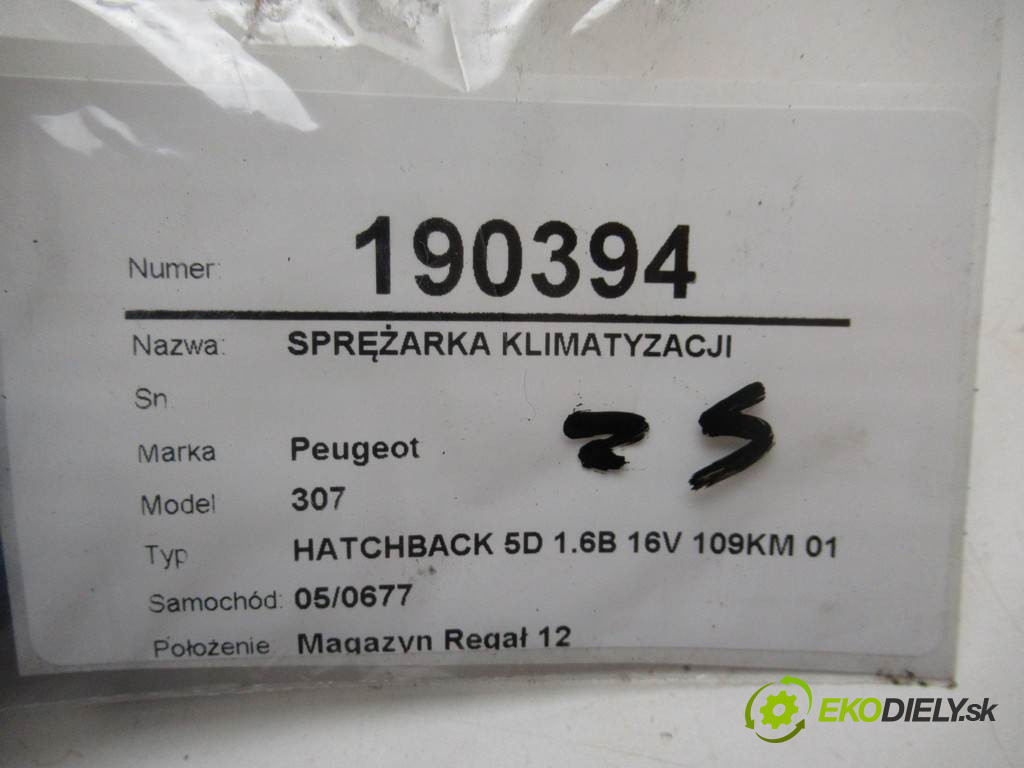 Numer: 190394
Nazwa: SPRĘŻARKA KLIMATYZACJI
Sn
Marka Peugeot
Model 307
Typ HATCHBACK 5D 1.6B 16V 109KM 01
Samochód: 05/0677
Położenie Magazyn Regał 12
EKODIELY.sk